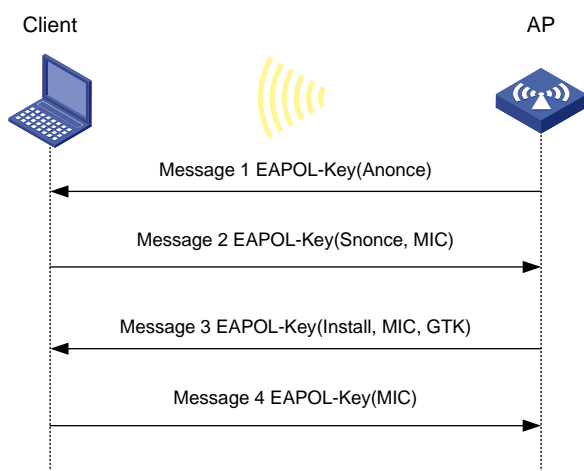 Client
AP
Message 1 EAPOL-Key(Anonce)
Message 2 EAPOL-Key(Snonce, MIC)
Message 3 EAPOL-Key(Install, MIC, GTK)
Message 4 EAPOL-Key(MIC)